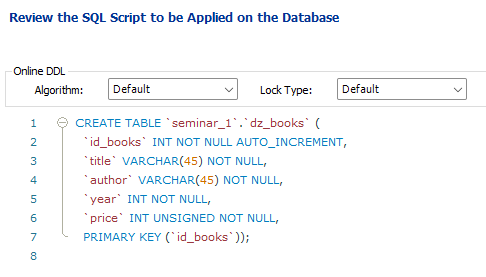 Review the SQL Script to be Applied on the Database
Online DDL
Algorithm: Default Lock Type: Default
1 CREATE TABLE `seminar_1`.`dz_books` (
2 `id_books` INT NOT NULL AUTO_INCREMENT,
3 `title` VARCHAR(45) NOT NULL,
4 `author` VARCHAR(45) NOT NULL,
5 `year` INT NOT NULL,
6 `price` INT UNSIGNED NOT NULL,
7 PRIMARY KEY (`id_books`));
8